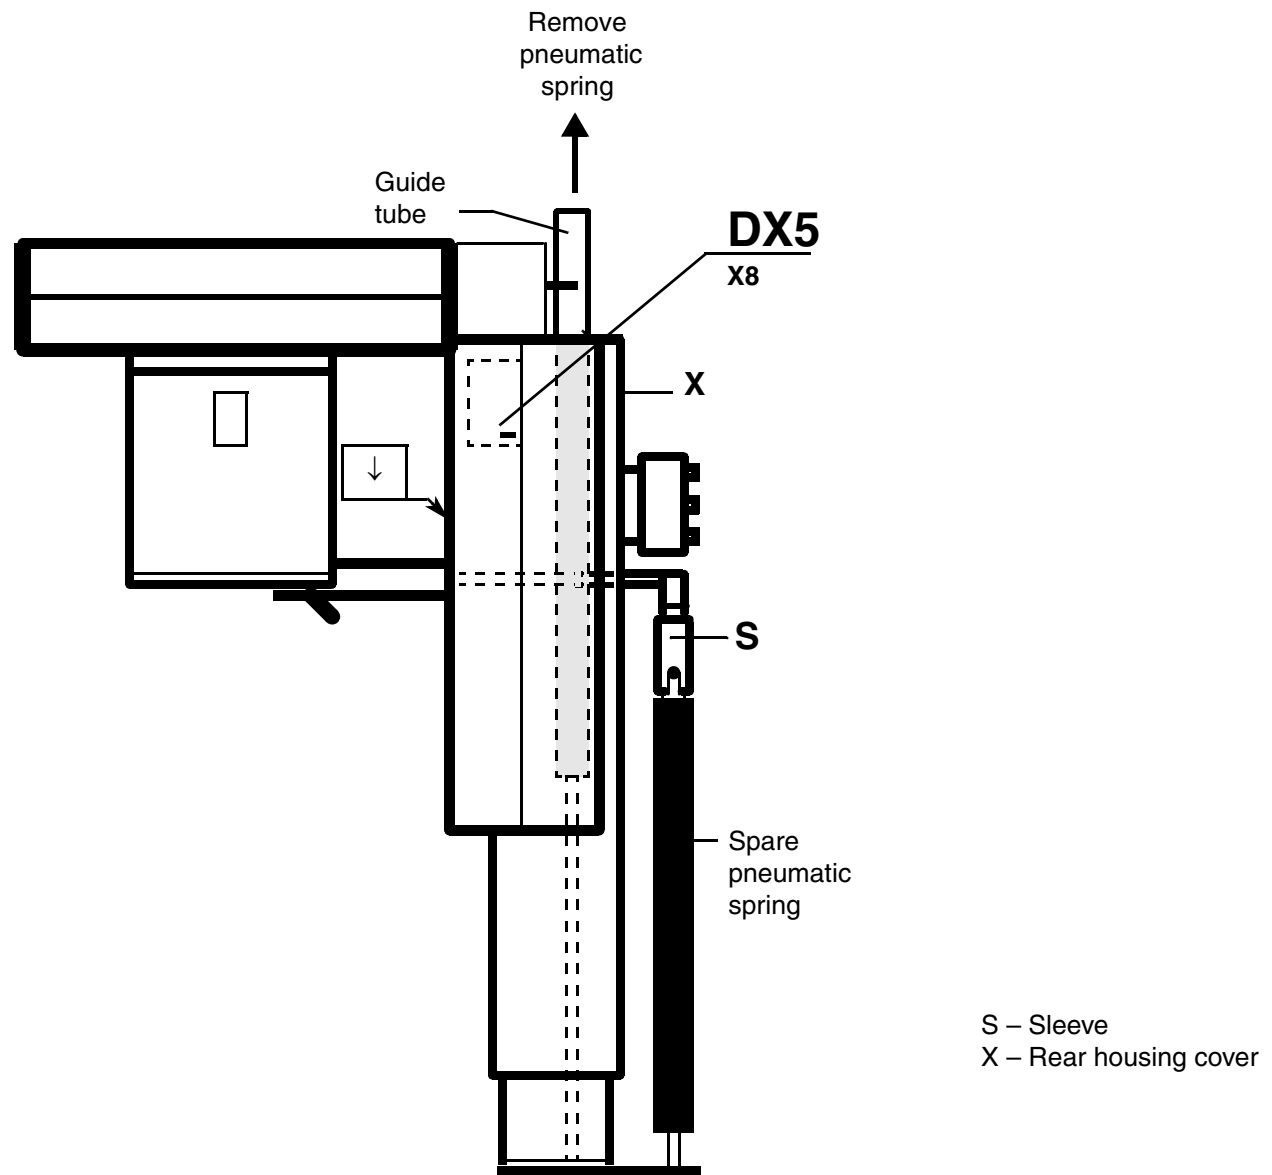 Remove
pneumatic
spring
Guide
tube
DX5
X8
X
↓
S
Spare
pneumatic
spring
S – Sleeve
X – Rear housing cover